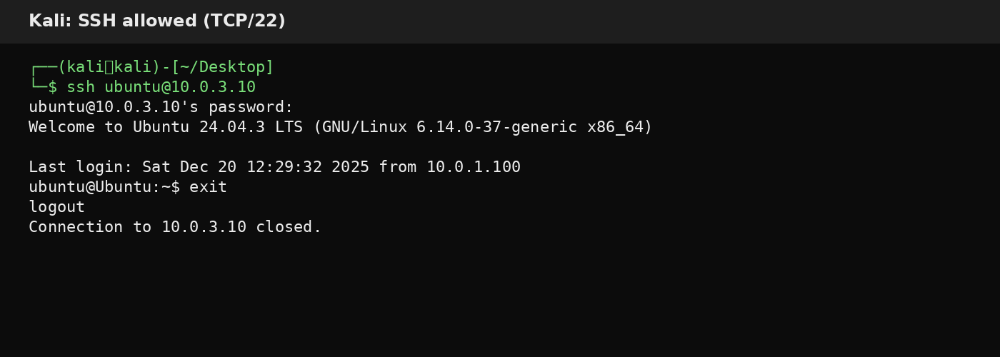 Kali: SSH allowed (TCP/22)
┌──(kali▯kali)-[~/Desktop]
└─$ ssh ubuntu@10.0.3.10
ubuntu@10.0.3.10's password:
Welcome to Ubuntu 24.04.3 LTS (GNU/Linux 6.14.0-37-generic x86_64)
Last login: Sat Dec 20 12:29:32 2025 from 10.0.1.100
ubuntu@Ubuntu:~$ exit
logout
Connection to 10.0.3.10 closed.